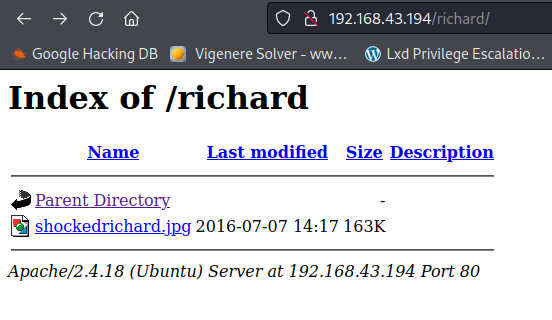 192.168.43.194/richard/
Google Hacking DB Vigenere Solver - ww... Lxd Privilege Escalatio...
Index of /richard
Name Last modified Size Description
Parent Directory -
shockedrichard.jpg 2016-07-07 14:17 163K
Apache/2.4.18 (Ubuntu) Server at 192.168.43.194 Port 80